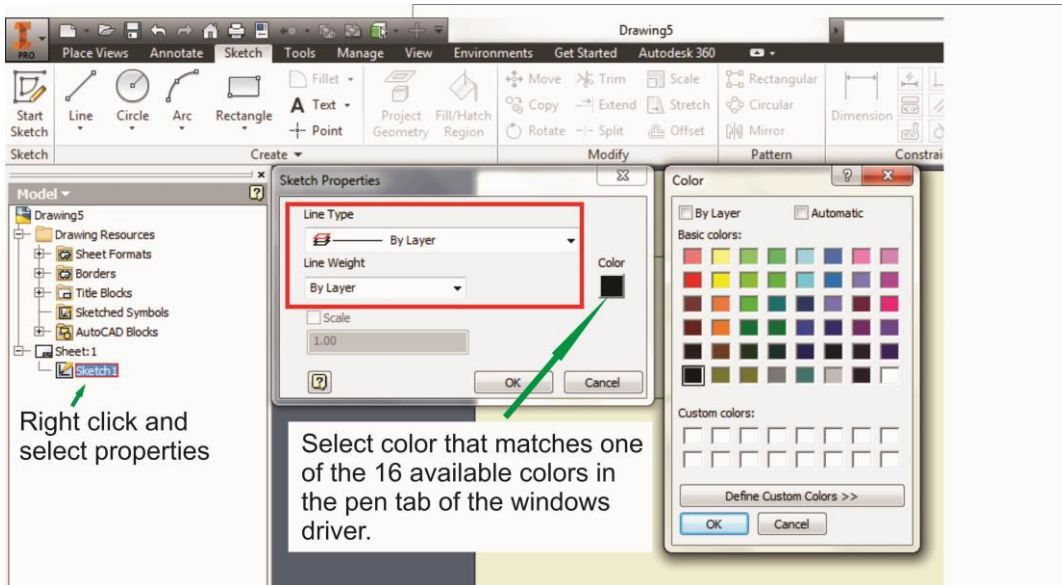 Drawing5
PRO
Place Views Annotate Sketch Tools Manage View Environments Get Started Autodesk 360
Start Sketch
Line
Circle
Arc
Rectangle
Fillet
A Text
Point
Project Geometry
Fill/Hatch Region
Move
Trim
Scale
Copy
Extend
Stretch
Rotate
Split
Offset
Rectangular
Circular
Mirror
Dimension
Sketch
Create
Modify
Pattern
Constrai
Model
Drawing5
Drawing Resources
Sheet Formats
Borders
Title Blocks
Sketched Symbols
AutoCAD Blocks
Sheet:1
Sketch1
Right click and
select properties
Sketch Properties
Line Type
By Layer
Line Weight
By Layer
Color
Scale
1.00
OK
Cancel
Select color that matches one
of the 16 available colors in
the pen tab of the windows
driver.
Color
By Layer
Automatic
Basic colors:
Custom colors:
Define Custom Colors >>
OK
Cancel